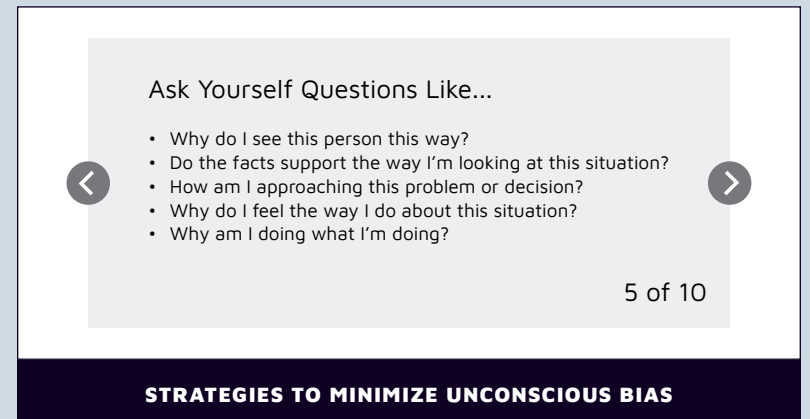 Ask Yourself Questions Like...
• Why do I see this person this way?
• Do the facts support the way I'm looking at this situation?
• How am I approaching this problem or decision?
• Why do I feel the way I do about this situation?
• Why am I doing what I'm doing?
5 of 10
STRATEGIES TO MINIMIZE UNCONSCIOUS BIAS